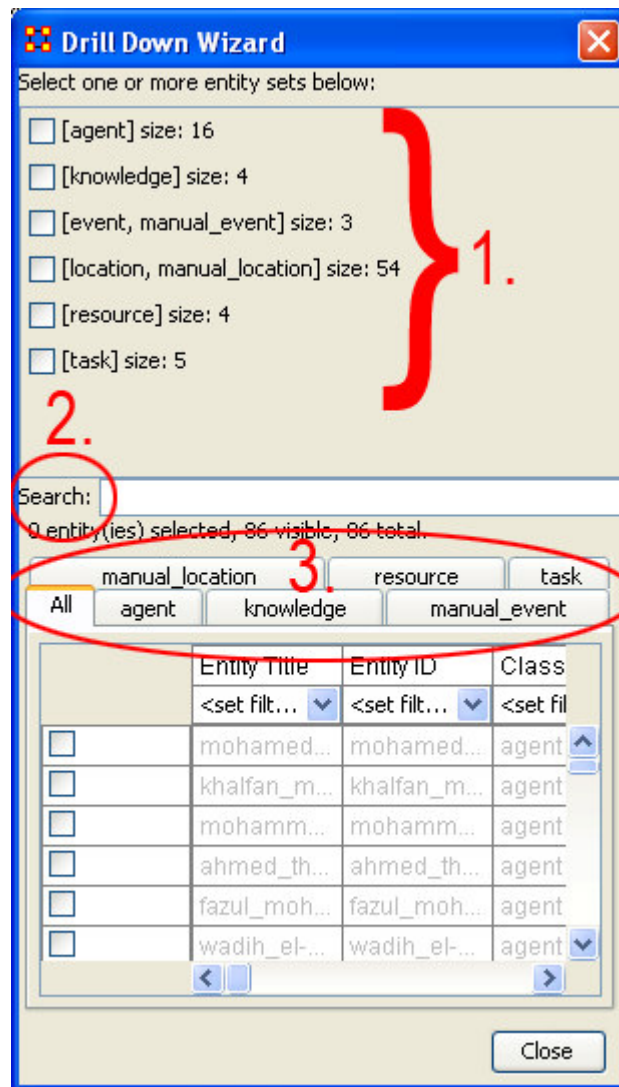 Drill Down Wizard
Select one or more entity sets below:
[agent] size: 16
[knowledge] size: 4
[event, manual_event] size: 3
[location, manual_location] size: 54
1.
[resource] size: 4
[task] size: 5
2.
Search:
0 entity(ies) selected, 86 visible, 86 total.
3.
manual_location resource task
All agent knowledge manual_event
Entity Title Entity ID Class
<set filt... <set filt... <set fil
mohamed... mohamed... agent
khalfan_m... khalfan_m... agent
mohamm... mohamm... agent
ahmed_th... ahmed_th... agent
fazul_moh... fazul_moh... agent
wadih_el-... wadih_el-... agent
Close